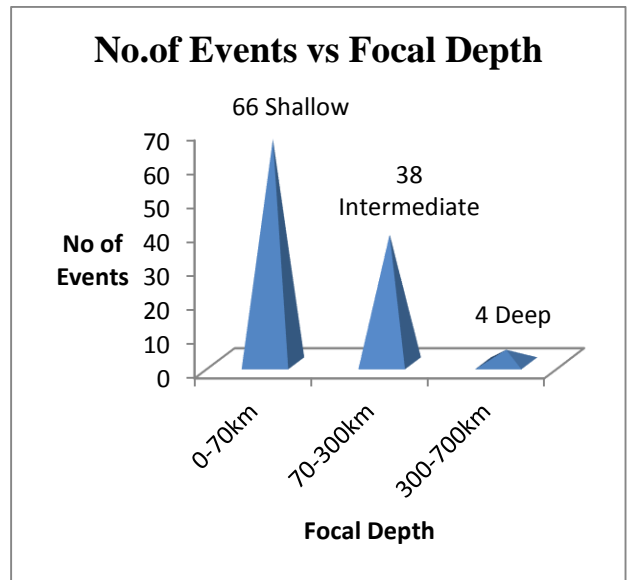 No.of Events vs Focal Depth
66 Shallow
38
Intermediate
4 Deep
70
60
50
40
30
20
10
0
No of
Events
0-70km
70-300km
300-700km
Focal Depth